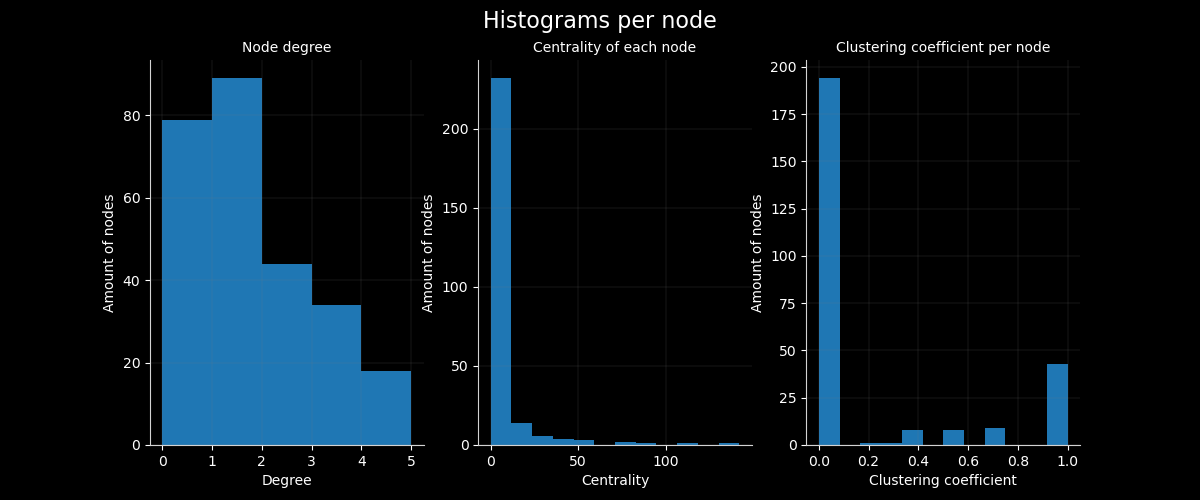 Histograms per node
Node degree
Amount of nodes
80
60
40
20
0
0 1 2 3 4 5
Degree
Centrality of each node
Amount of nodes
200
150
100
50
0
0 50 100
Centrality
Clustering coefficient per node
Amount of nodes
200
175
150
125
100
75
50
25
0
0.0 0.2 0.4 0.6 0.8 1.0
Clustering coefficient